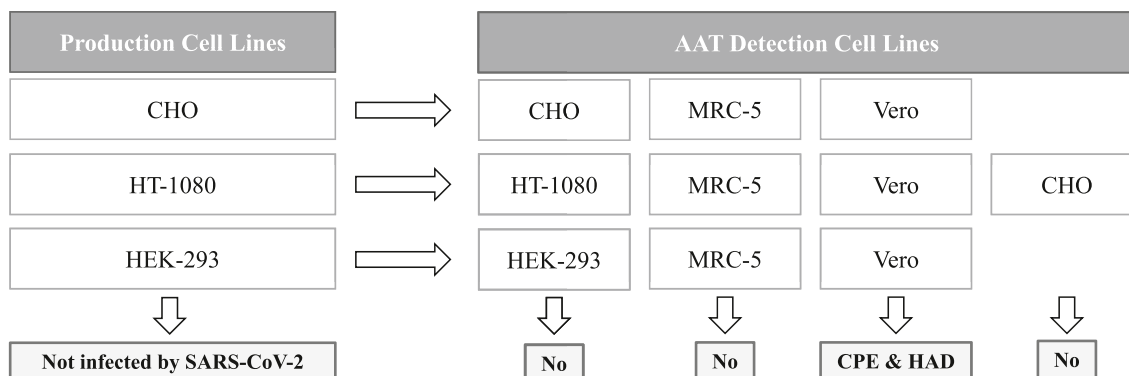 Production Cell Lines
AAT Detection Cell Lines
CHO
CHO
MRC-5
Vero
HT-1080
HT-1080
MRC-5
Vero
CHO
HEK-293
HEK-293
MRC-5
Vero
Not infected by SARS-CoV-2
No
No
CPE & HAD
No